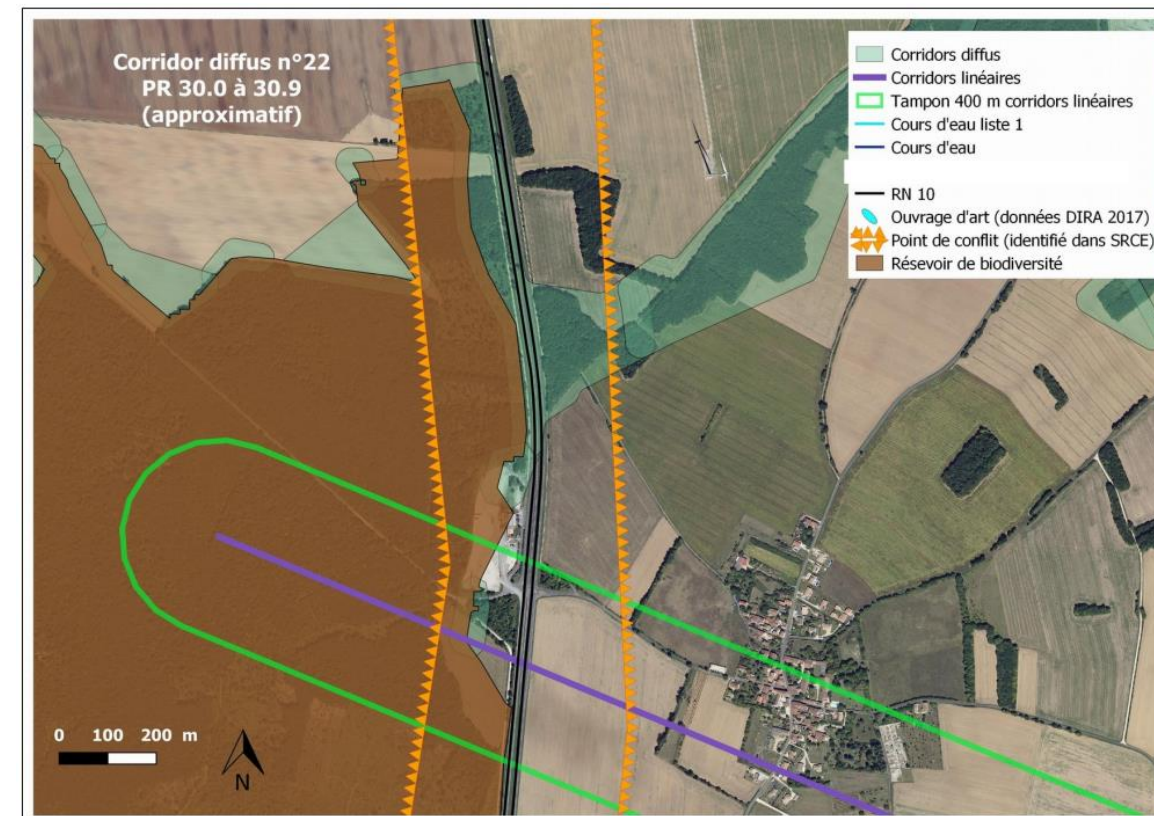 Corridor diffus n°22
PR 30.0 à 30.9
(approximatif)
Corridors diffus
Corridors linéaires
Tampon 400 m corridors linéaires
Cours d'eau liste 1
Cours d'eau
RN 10
Ouvrage d'art (données DIRA 2017)
Point de conflit (identifié dans SRCE)
Résevoir de biodiversité
0 100 200 m
N